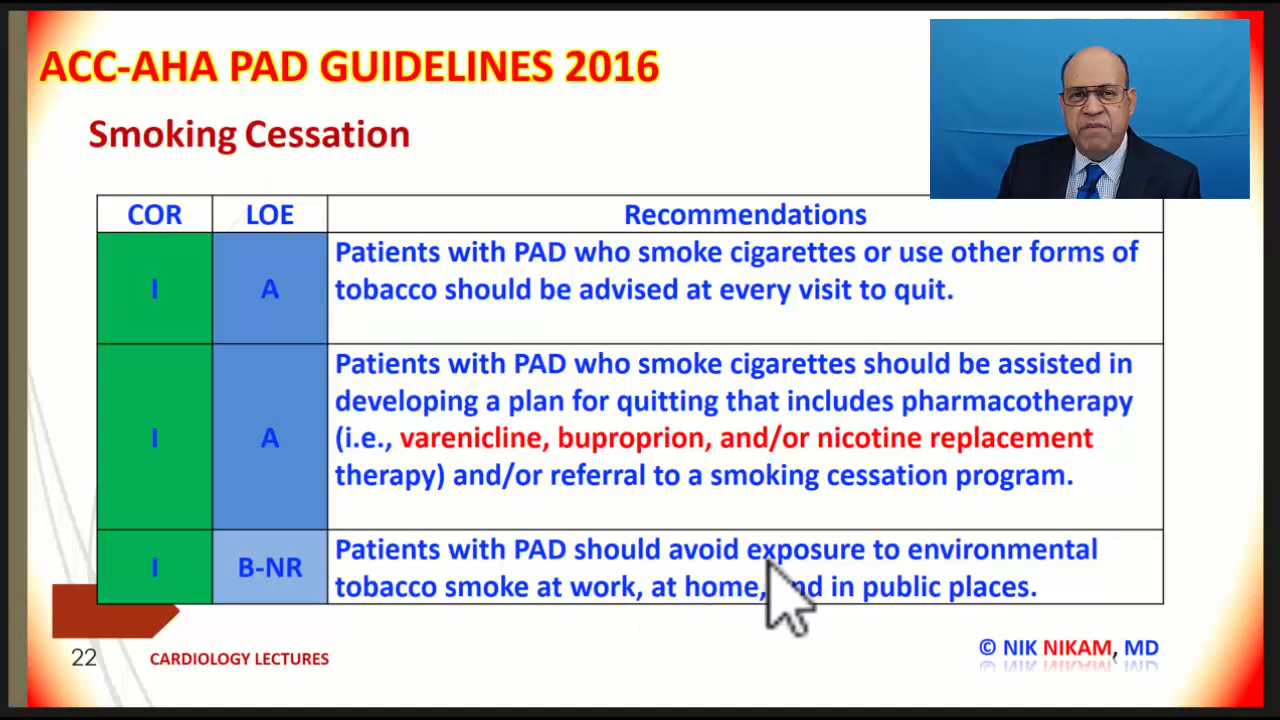 ACC-AHA PAD GUIDELINES 2016
Smoking Cessation
COR LOE Recommendations
I A Patients with PAD who smoke cigarettes or use other forms of
tobacco should be advised at every visit to quit.
I A Patients with PAD who smoke cigarettes should be assisted in
developing a plan for quitting that includes pharmacotherapy
(i.e., varenicline, buproprion, and/or nicotine replacement
therapy) and/or referral to a smoking cessation program.
I B-NR Patients with PAD should avoid exposure to environmental
tobacco smoke at work, at home, and in public places.
22 CARDIOLOGY LECTURES
© NIK NIKAM, MD